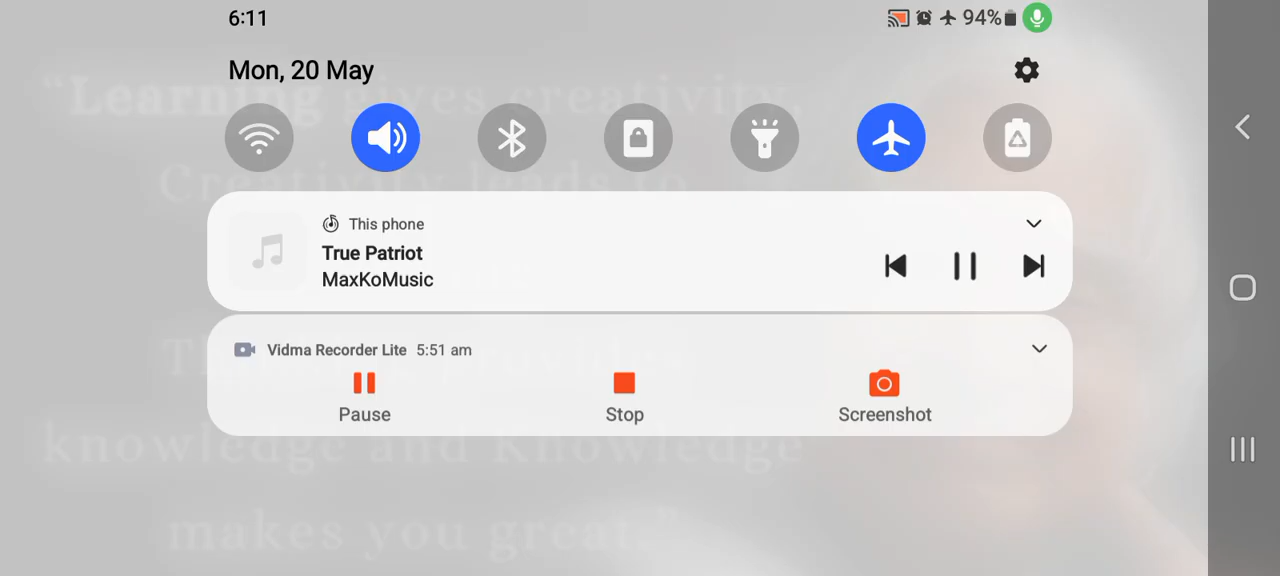 6:11
94%
Mon, 20 May
“Learning gives creativity,
Creativity leads to
This phone
True Patriot
MaxKoMusic
Vidma Recorder Lite 5:51 am
Pause Stop Screenshot
knowledge and Knowledge
makes you great.”